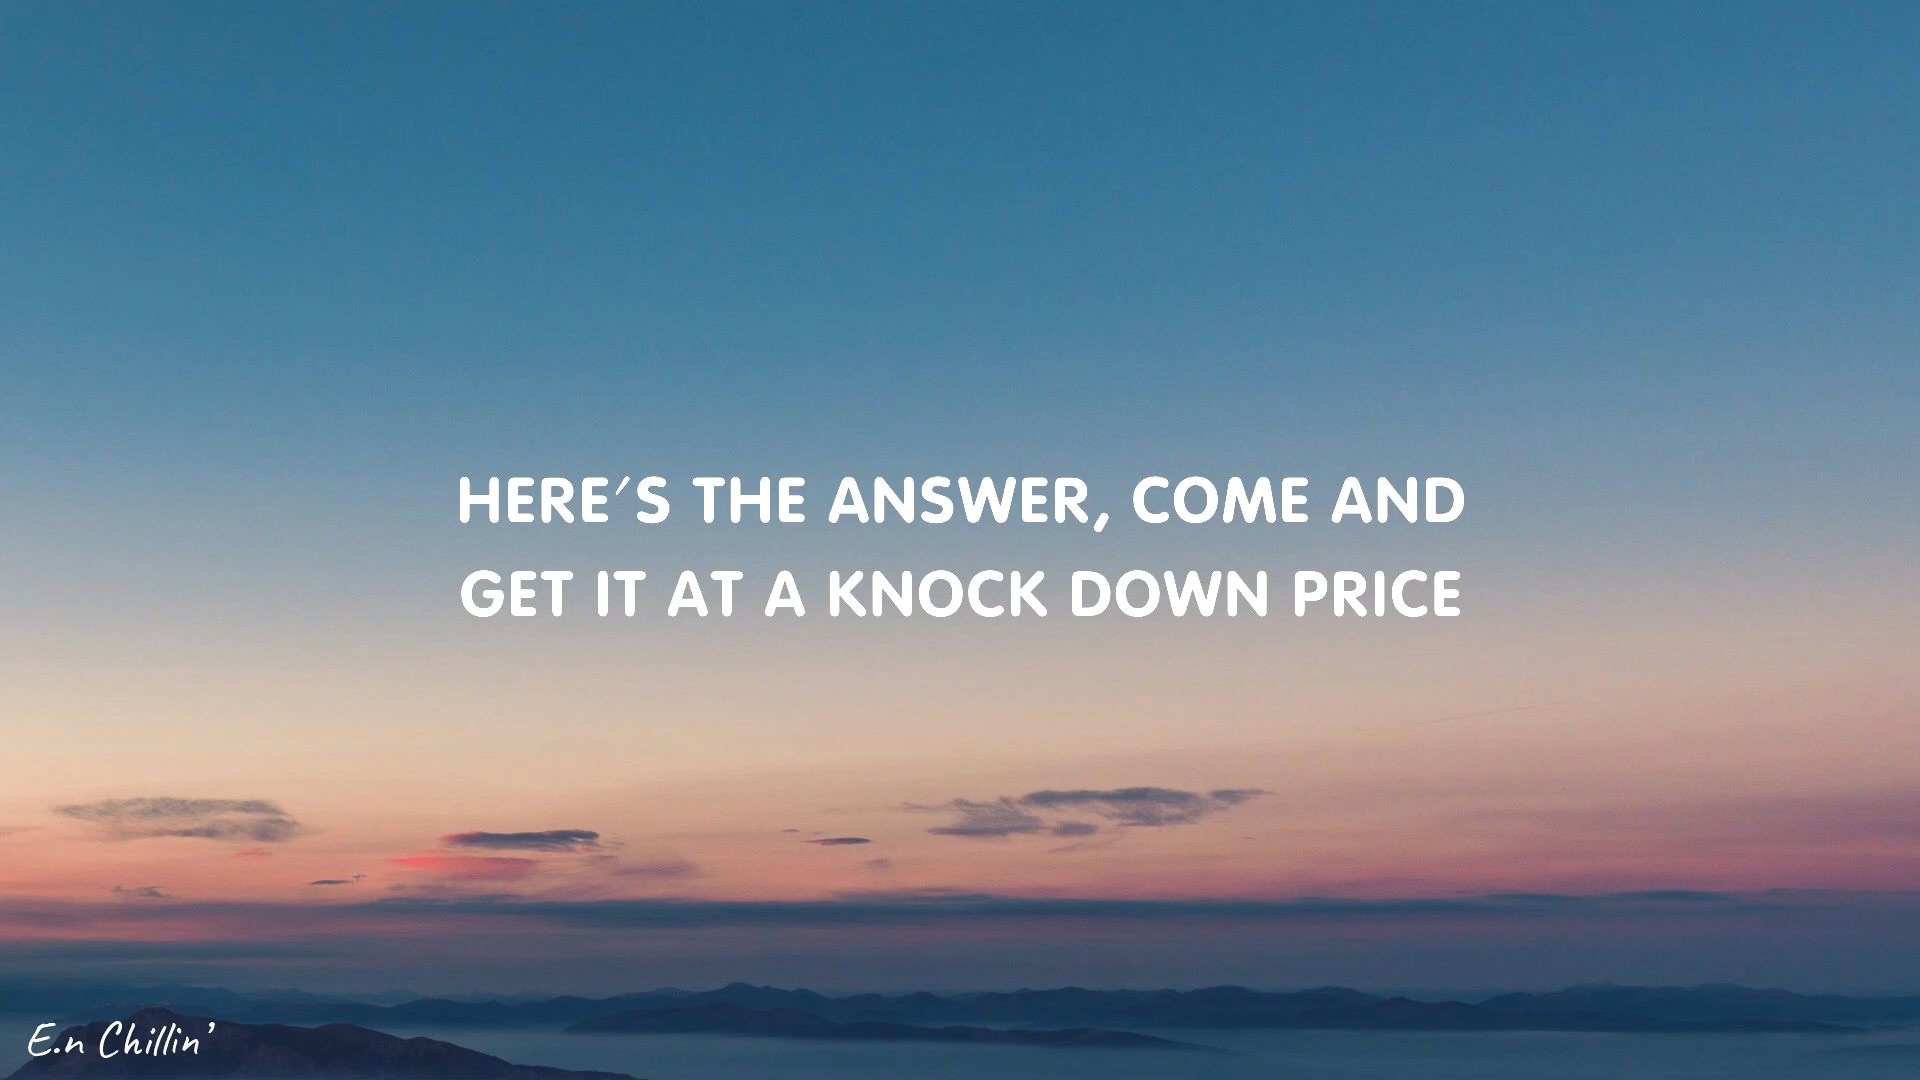 HERE'S THE ANSWER, COME AND
GET IT AT A KNOCK DOWN PRICE
E.n Chillin'